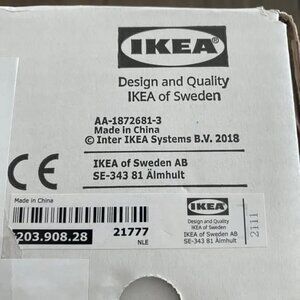 IKEA®
Design and Quality
IKEA of Sweden
AA-1872681-3
Made in China
© Inter IKEA Systems B.V. 2018
CE
IKEA of Sweden AB
SE-343 81 Älmhult
Made in China
203.908.28
21777
NLE
IKEA
Design and Quality
IKEA of Sweden
IKEA of Sweden AB
SE-343 81 Älmhult
2111